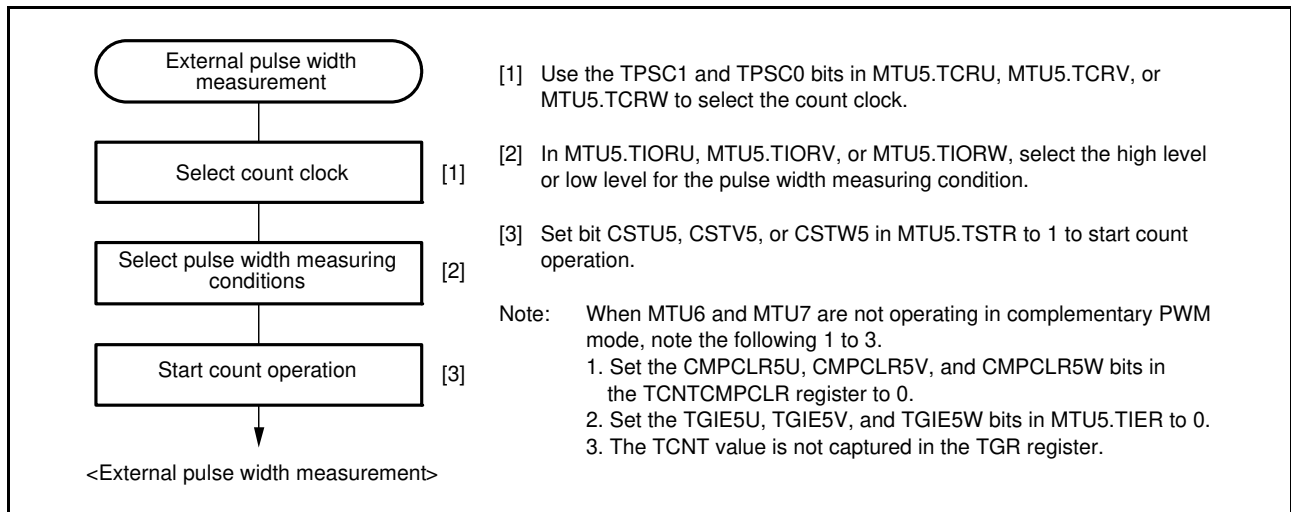 External pulse width
measurement
Select count clock
[1]
Select pulse width measuring
conditions
[2]
Start count operation
[3]
<External pulse width measurement>
[1] Use the TPSC1 and TPSC0 bits in MTU5.TCRU, MTU5.TCRV, or
MTU5.TCRW to select the count clock.
[2] In MTU5.TIORU, MTU5.TIORV, or MTU5.TIORW, select the high level
or low level for the pulse width measuring condition.
[3] Set bit CSTU5, CSTV5, or CSTW5 in MTU5.TSTR to 1 to start count
operation.
Note: When MTU6 and MTU7 are not operating in complementary PWM
mode, note the following 1 to 3.
1. Set the CMPCLR5U, CMPCLR5V, and CMPCLR5W bits in
the TCNTCMPCLR register to 0.
2. Set the TGIE5U, TGIE5V, and TGIE5W bits in MTU5.TIER to 0.
3. The TCNT value is not captured in the TGR register.